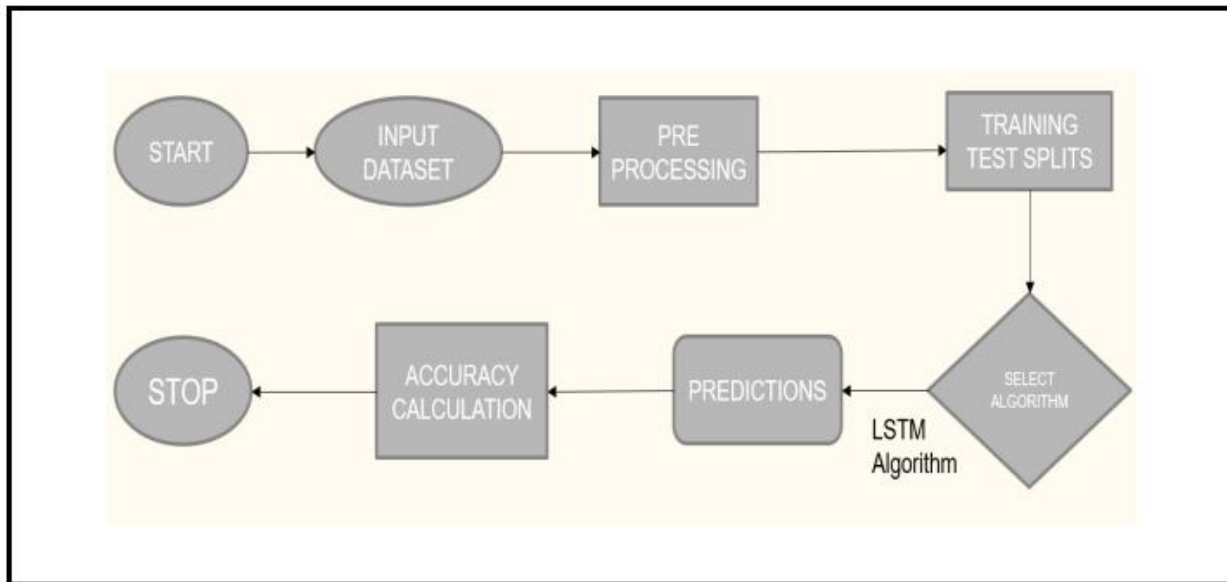 START
INPUT
DATASET
PRE
PROCESSING
TRAINING
TEST SPLITS
SELECT
ALGORITHM
LSTM
Algorithm
PREDICTIONS
ACCURACY
CALCULATION
STOP